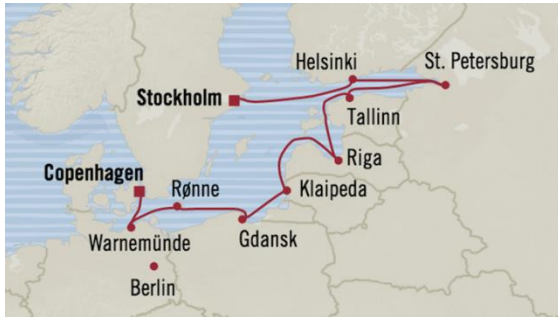 Helsinki
St. Petersburg
Stockholm
Tallinn
Riga
Copenhagen
Rønne
Klaipeda
Warnemünde
Gdansk
Berlin